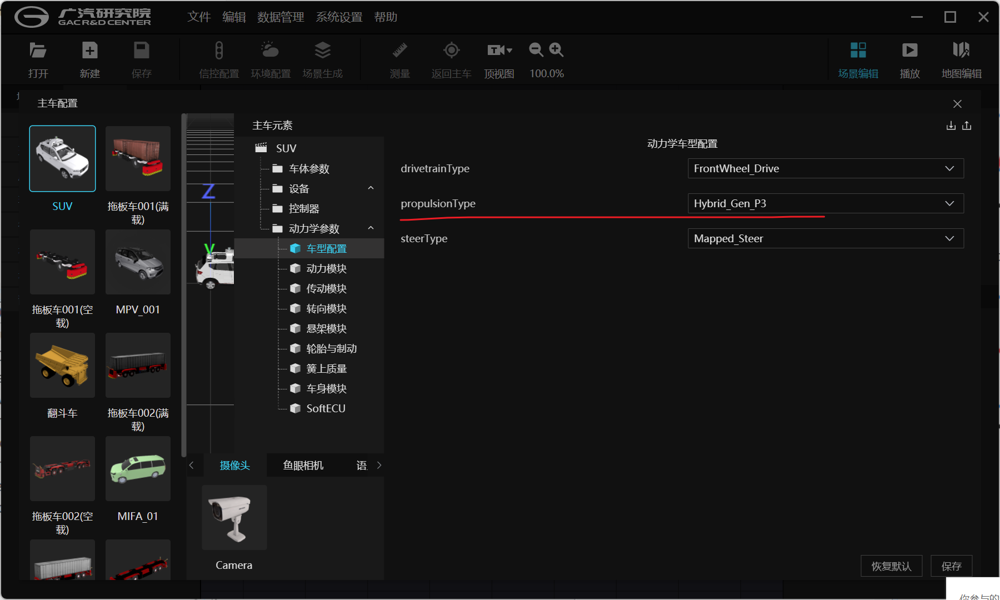 广汽研究院
GAC R&D CENTER
文件 编辑 数据管理 系统设置 帮助
打开 新建 保存 信控配置 环境配置 场景生成 测量 返回主车 顶视图 100.0% 场景编辑 播放 地图编辑
主车配置
主车元素
动力学车型配置
SUV
拖板车001(满
载)
拖板车001(空
载)
MPV_001
翻斗车
拖板车002(满
载)
拖板车002(空
载)
MIFA_01
Z
Y
SUV
车体参数
设备
控制器
动力学参数
车型配置
动力模块
传动模块
转向模块
悬架模块
轮胎与制动
簧上质量
车身模块
SoftECU
摄像头 鱼眼相机 语
Camera
drivetrainType FrontWheel_Drive
propulsionType Hybrid_Gen_P3
steerType Mapped_Steer
恢复默认 保存
你参与的